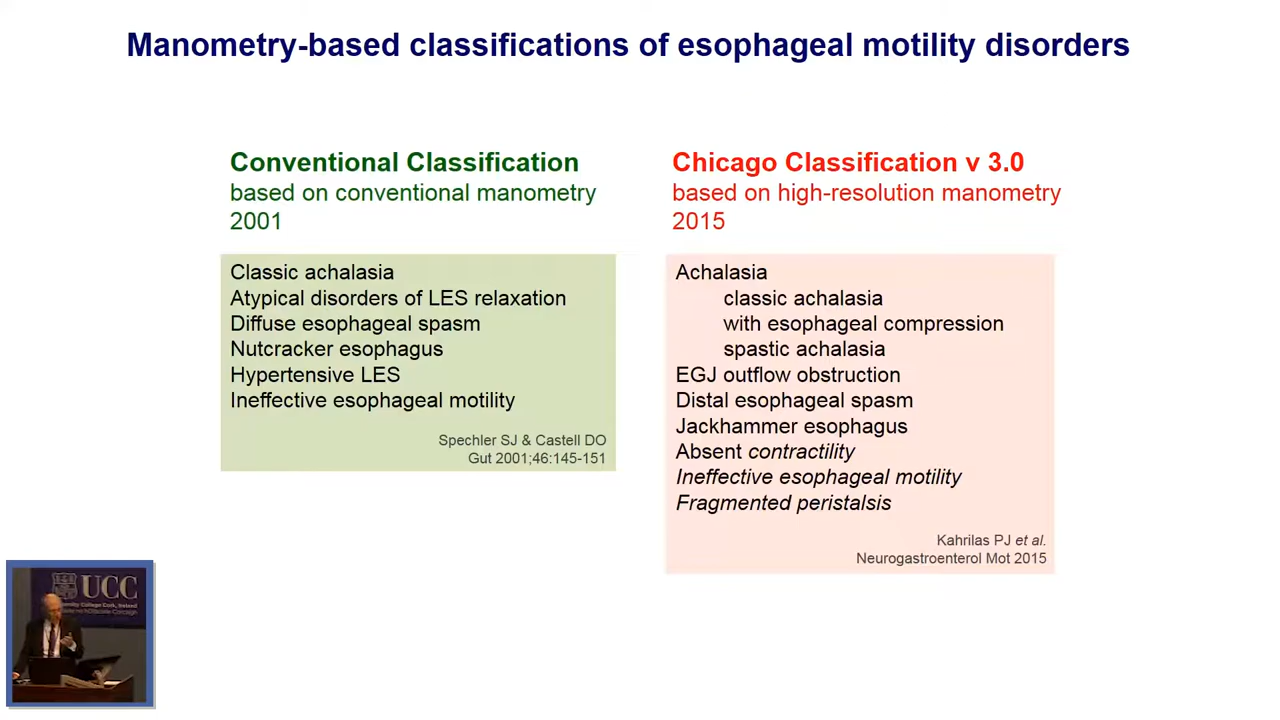 Manometry-based classifications of esophageal motility disorders
Conventional Classification
based on conventional manometry
2001
Classic achalasia
Atypical disorders of LES relaxation
Diffuse esophageal spasm
Nutcracker esophagus
Hypertensive LES
Ineffective esophageal motility
Spechler SJ & Castell DO
Gut 2001;46:145-151
Chicago Classification v 3.0
based on high-resolution manometry
2015
Achalasia
classic achalasia
with esophageal compression
spastic achalasia
EGJ outflow obstruction
Distal esophageal spasm
Jackhammer esophagus
Absent contractility
Ineffective esophageal motility
Fragmented peristalsis
Kahrilas PJ et al.
Neurogastroenterol Mot 2015
UCC
College Cork, Ireland